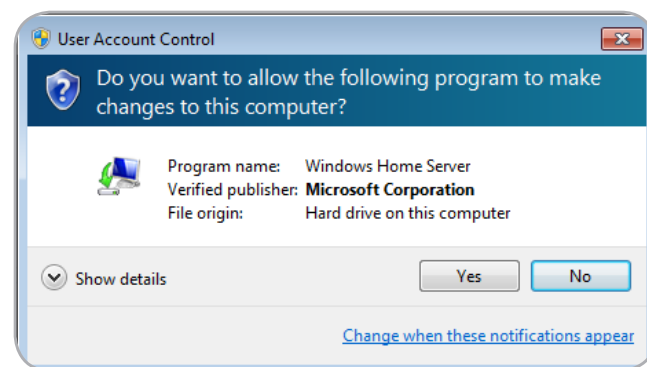 User Account Control
Do you want to allow the following program to make
changes to this computer?
Program name: Windows Home Server
Verified publisher: Microsoft Corporation
File origin: Hard drive on this computer
Show details
Yes
No
Change when these notifications appear